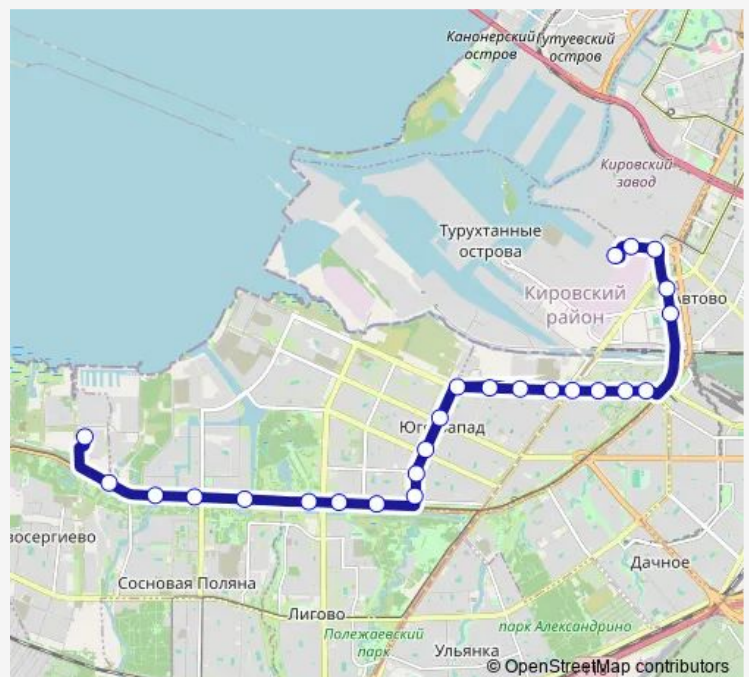 Канонерский
остров
Гутуевский
остров
Кировский
завод
Турухтанные
острова
Кировский
район
Автово
Юго-Запад
восергиево
Сосновая Поляна
Дачное
Лигово
Полежаевский
парк
парк Александрино
Ульянка
© OpenStreetMap contributors